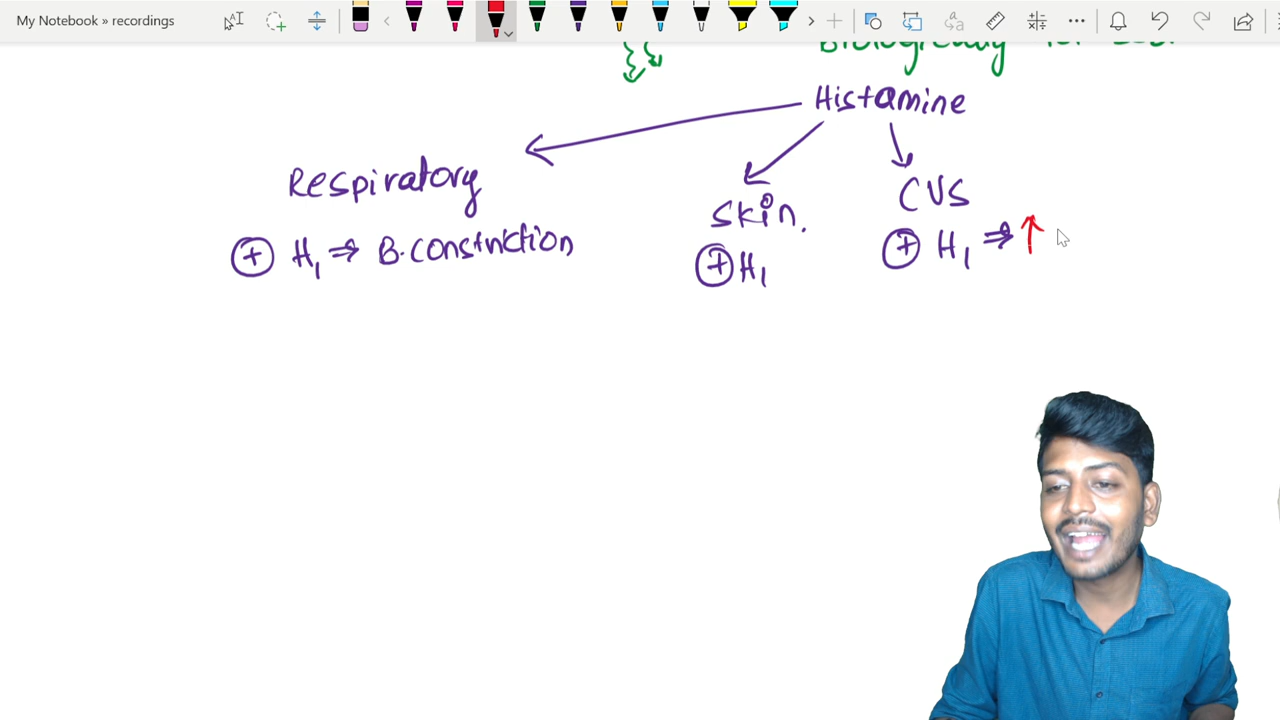 My Notebook » recordings
Histamine
Respiratory
Skin.
CVS
⊕ H₁ ⇒ B.constriction
⊕ H₁
⊕ H₁ ⇒ ↑